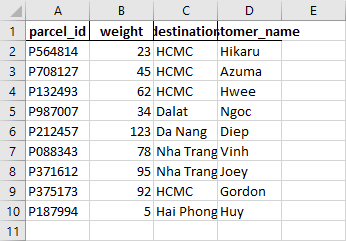 A B C D E
1 parcel_id weight destination tomer_name
2 P564814 23 HCMC Hikaru
3 P708127 45 HCMC Azuma
4 P132493 62 HCMC Hwee
5 P987007 34 Dalat Ngoc
6 P212457 123 Da Nang Diep
7 P088343 78 Nha Trang Vinh
8 P371612 95 Nha Trang Joey
9 P375173 92 HCMC Gordon
10 P187994 5 Hai Phong Huy
11